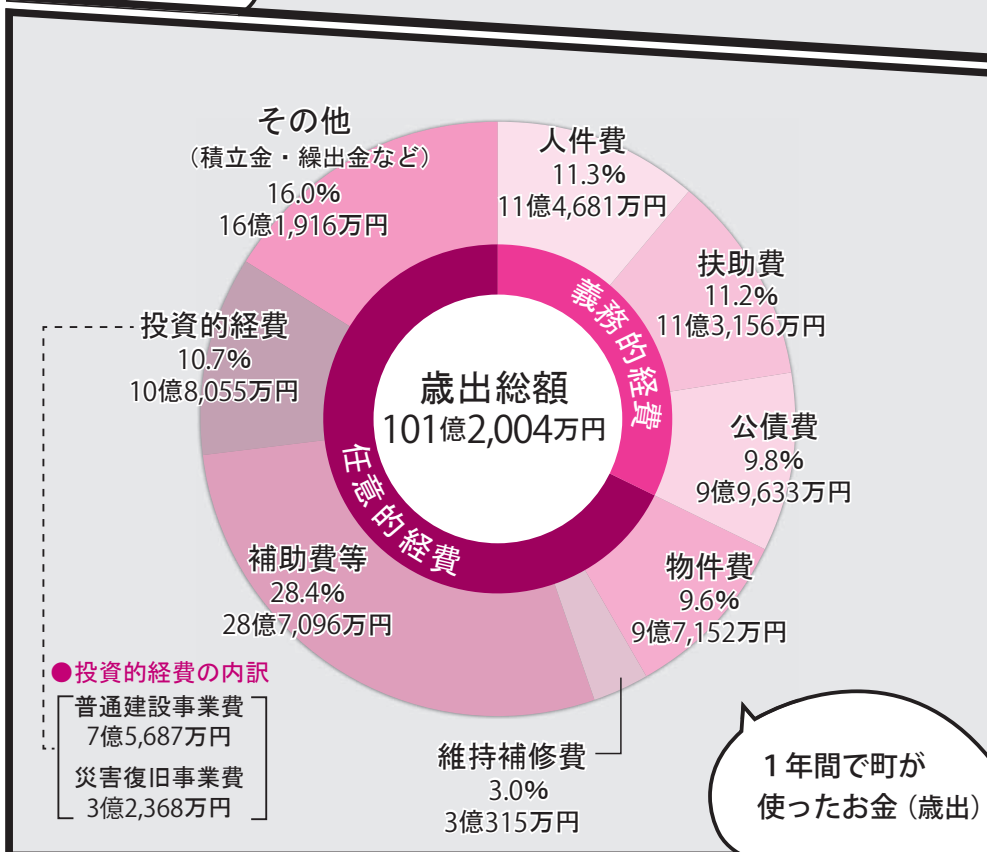 その他
（積立金・繰出金など）
16.0%
16億1,916万円
人件費
11.3%
11億4,681万円
扶助費
11.2%
11億3,156万円
公債費
9.8%
9億9,633万円
物件費
9.6%
9億7,152万円
維持補修費
3.0%
3億315万円
補助費等
28.4%
28億7,096万円
投資的経費
10.7%
10億8,055万円
義務的経費
任意的経費
歳出総額
101億2,004万円
●投資的経費の内訳
普通建設事業費
7億5,687万円
災害復旧事業費
3億2,368万円
1年間で町が
使ったお金（歳出）